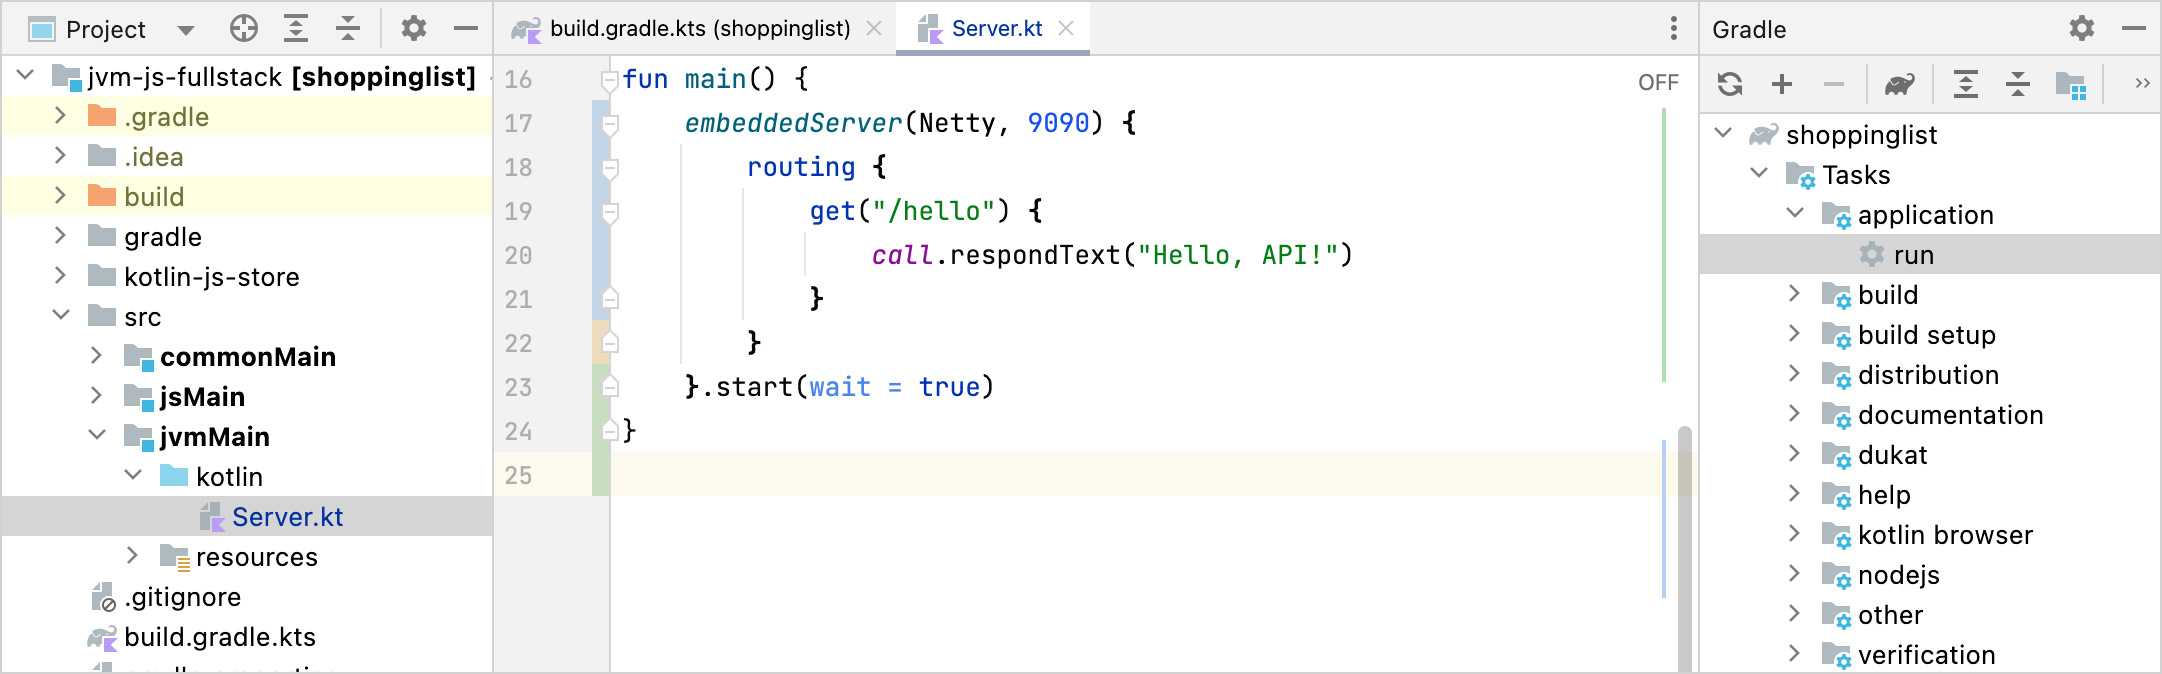 Project
build.gradle.kts (shoppinglist)
Server.kt
Gradle
jvm-js-fullstack [shoppinglist]
.gradle
.idea
build
gradle
kotlin-js-store
src
commonMain
jsMain
jvmMain
kotlin
Server.kt
resources
.gitignore
build.gradle.kts
OFF
16 fun main() {
17 embeddedServer(Netty, 9090) {
18 routing {
19 get("/hello") {
20 call.respondText("Hello, API!")
21 }
22 }
23 }.start(wait = true)
24 }
25
shoppinglist
Tasks
application
run
build
build setup
distribution
documentation
dukat
help
kotlin browser
nodejs
other
verification